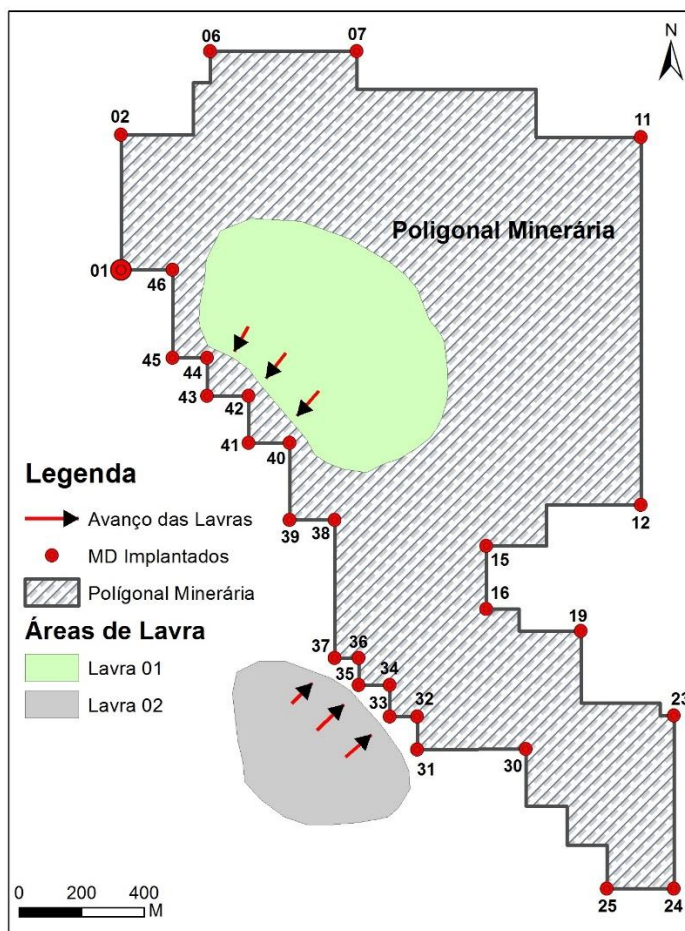 06
07
N
02
11
Poligonal Minerária
01
46
45
44
43
42
41
40
Legenda
Avanço das Lavras
39
38
12
MD Implantados
15
Polígonal Minerária
16
Áreas de Lavra
19
Lavra 01
37
36
35
34
Lavra 02
33
32
23
31
30
0 200 400
M
25
24